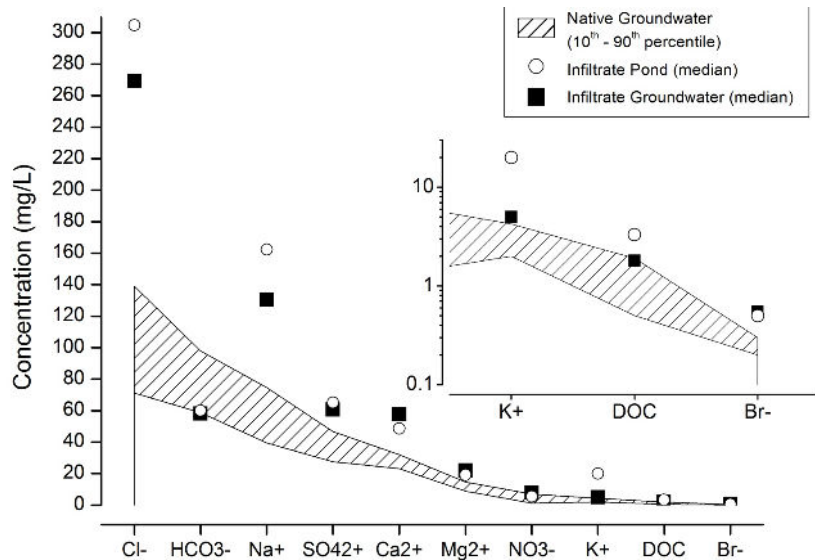 Native Groundwater
(10th - 90th percentile)
Infiltrate Pond (median)
Infiltrate Groundwater (median)
Concentration (mg/L)
300
280
260
240
220
200
180
160
140
120
100
80
60
40
20
0
Cl- HCO3- Na+ SO42+ Ca2+ Mg2+ NO3- K+ DOC Br-
10
1
0.1
K+ DOC Br-